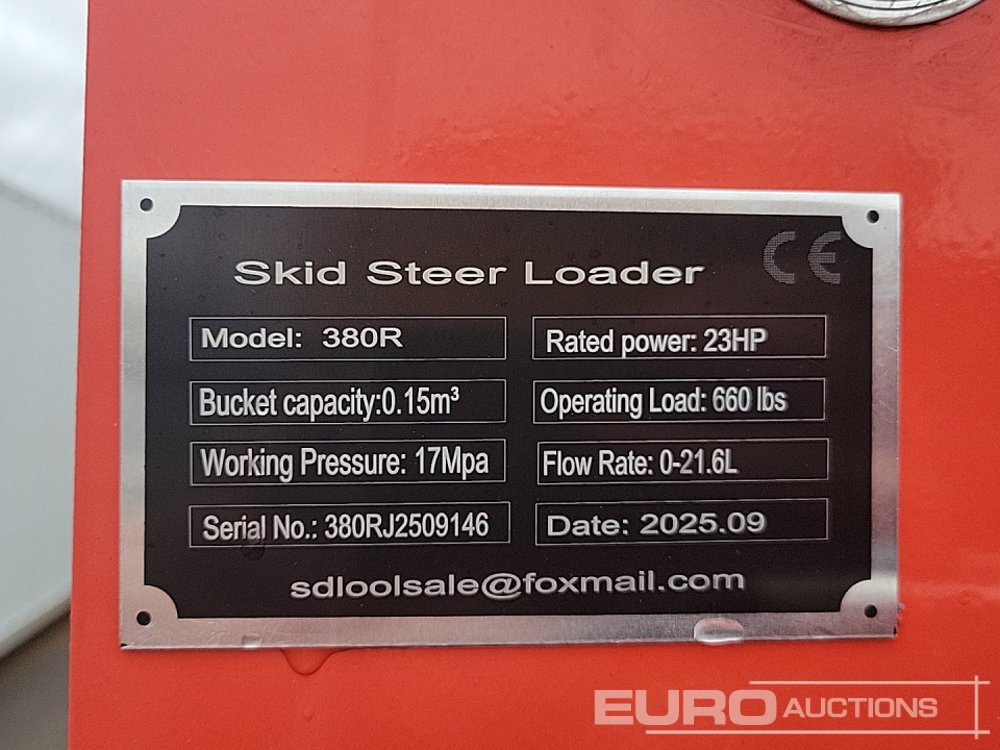 CE
Skid Steer Loader
Model: 380R
Rated power: 23HP
Bucket capacity:0.15m³
Operating Load: 660 lbs
Working Pressure: 17Mpa
Flow Rate: 0-21.6L
Serial No.: 380RJ2509146
Date: 2025.09
sdloolsale@foxmail.com
EURO AUCTIONS